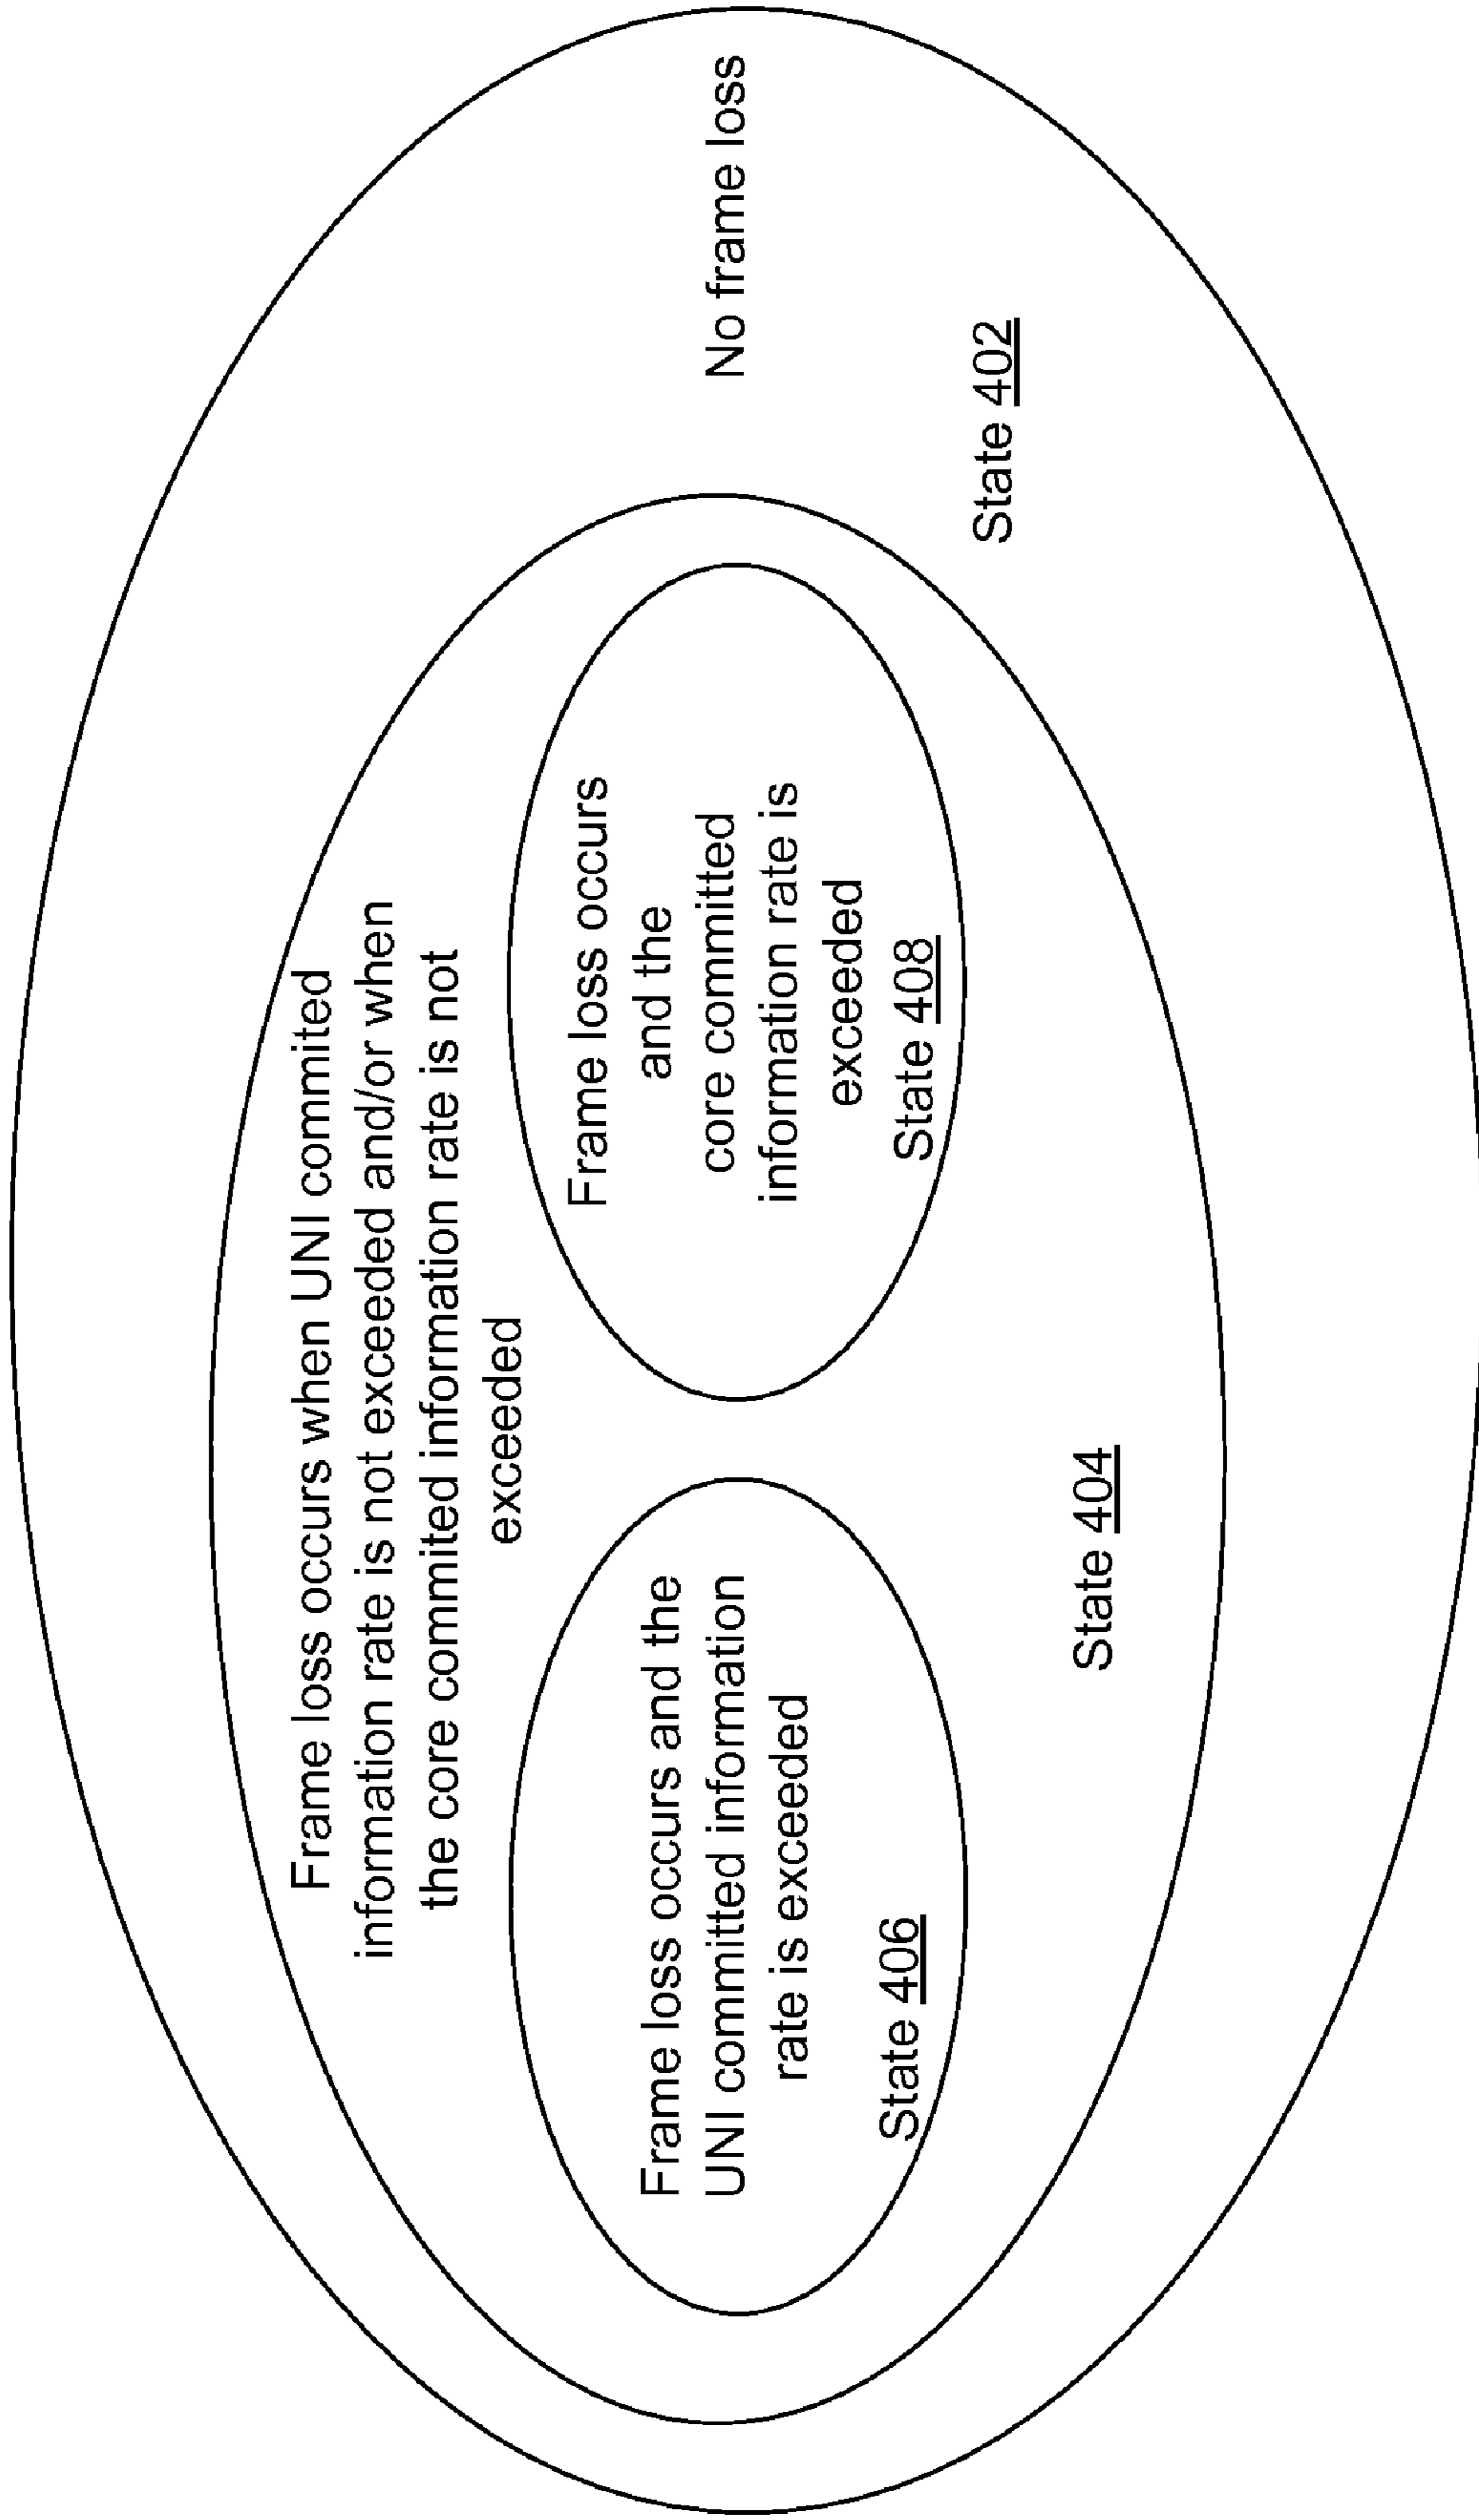 Frame loss occurs when UNI commited
information rate is not exceeded and/or when
the core commited information rate is not
exceeded
Frame loss occurs and the
UNI committed information
rate is exceeded
State 406
Frame loss occurs
and the
core committed
information rate is
exceeded
State 408
State 404
No frame loss
State 402